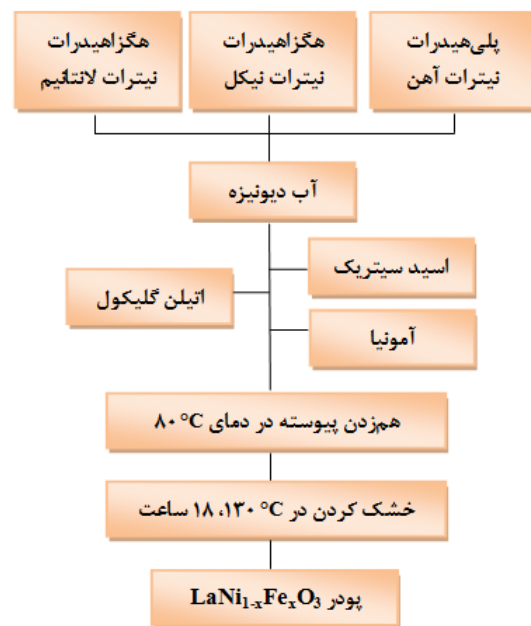 پلی‌هیدرات
نیترات آهن
هگزاهیدرات
نیترات نیکل
هگزاهیدرات
نیترات لانتانیم
آب دیونیزه
اسید سیتریک
اتیلن گلیکول
آمونیا
هم‌زدن پیوسته در دمای ۸۰ °C
خشک کردن در ۱۳۰ °C، ۱۸ ساعت
پودر LaNi₁₋ₓFeₓO₃